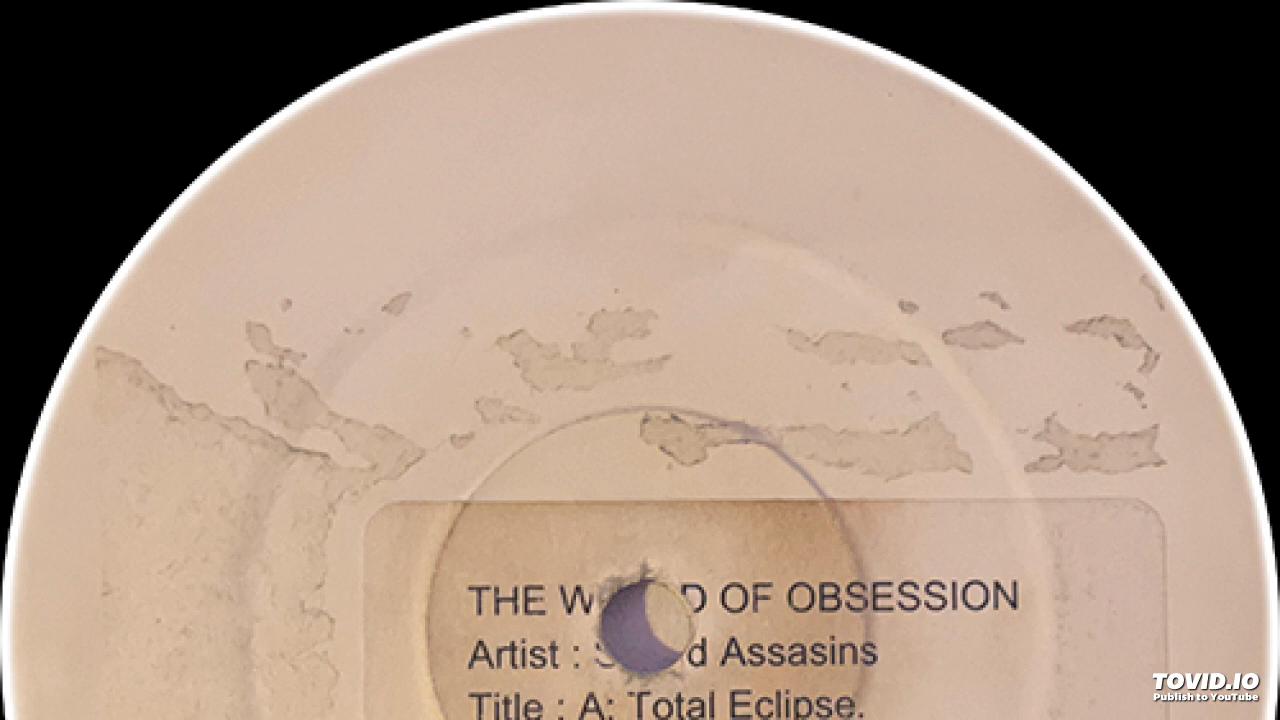 THE D OF OBSESSION
Artist : Assasins
Title : A: Total Eclipse.
TOVID.IO
Publish to YouTube